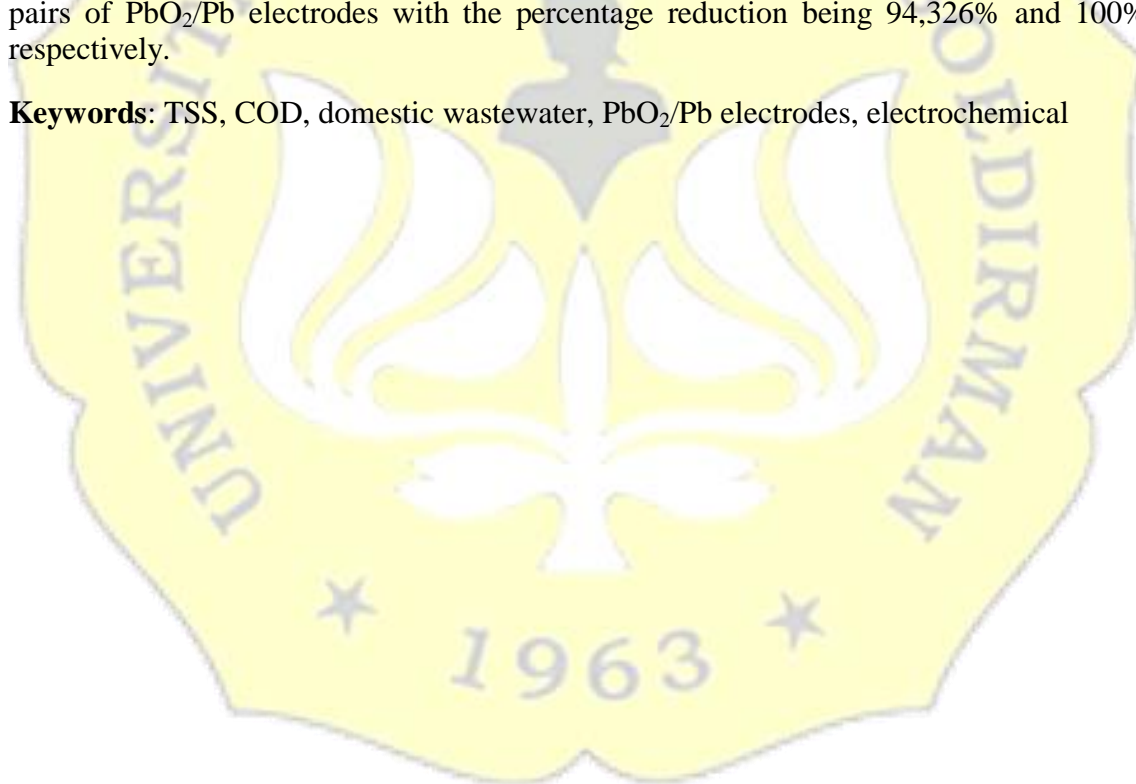 pairs of PbO₂/Pb electrodes with the percentage reduction being 94,326% and 100%
respectively.
Keywords: TSS, COD, domestic wastewater, PbO₂/Pb electrodes, electrochemical
1963